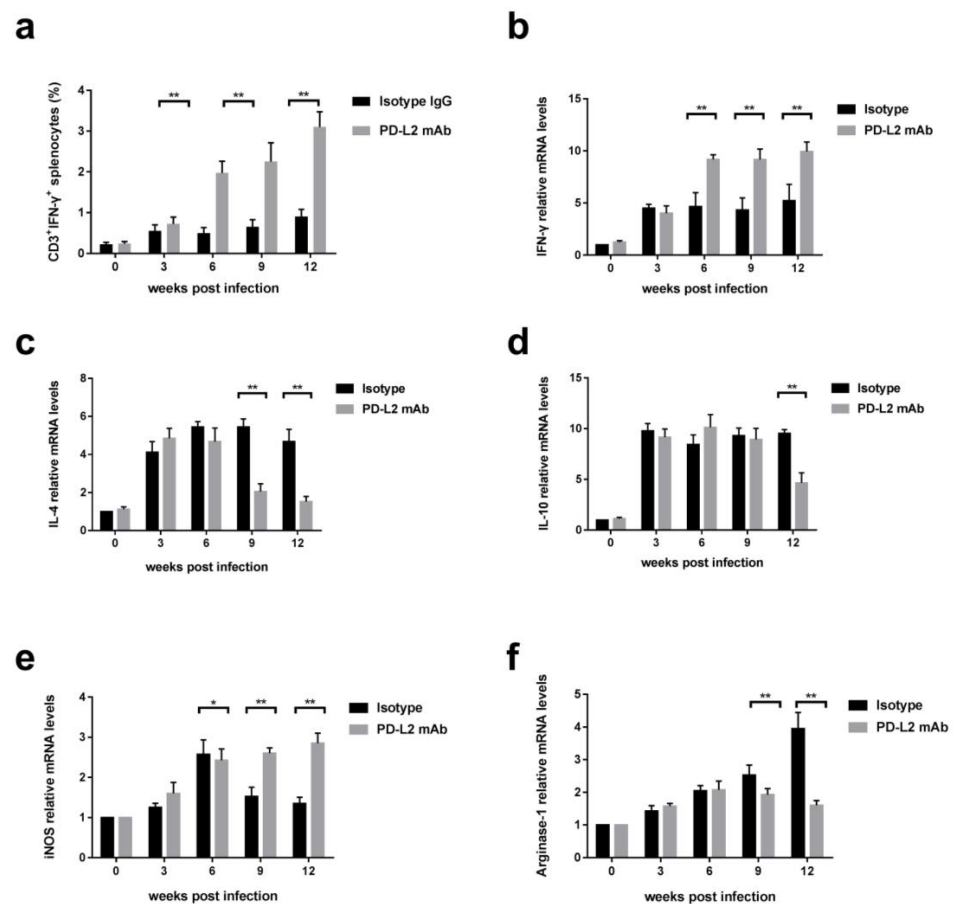 a
CD3+IFN-γ+ splenocytes (%)
4
3
2
1
0
** ** **
0 3 6 9 12
weeks post infection
Isotype IgG
PD-L2 mAb
b
IFN-γ relative mRNA levels
15
10
5
0
** ** **
0 3 6 9 12
weeks post infection
Isotype
PD-L2 mAb
c
IL-4 relative mRNA levels
8
6
4
2
0
** **
0 3 6 9 12
weeks post infection
Isotype
PD-L2 mAb
d
IL-10 relative mRNA levels
15
10
5
0
**
0 3 6 9 12
weeks post infection
Isotype
PD-L2 mAb
e
iNOS relative mRNA levels
4
3
2
1
0
* ** **
0 3 6 9 12
weeks post infection
Isotype
PD-L2 mAb
f
Arginase-1 relative mRNA levels
5
4
3
2
1
0
** **
0 3 6 9 12
weeks post infection
Isotype
PD-L2 mAb